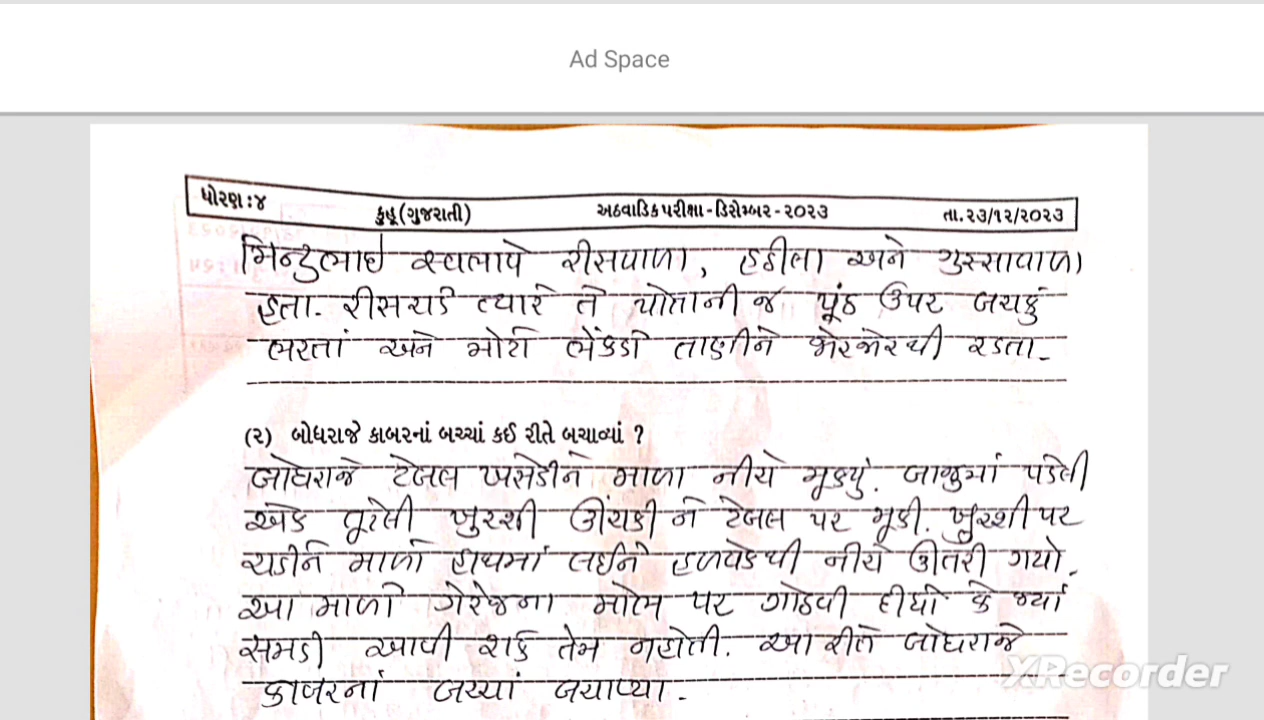 Ad Space
ધોરણ:૪ કુહૂ(ગુજરાતી) અઠવાડિક પરીક્ષા-ડિસેમ્બર-૨૦૨૩ તા.૨૩/૧૨/૨૦૨૩
મિન્ટુભાઈ સ્વભાવે રીસવાળા, હઠીલા અને ગુસ્સાવાળા
હતા. રીસ ચડે ત્યારે તે પોતાની જ પૂંઠ ઉપર બચકું
ભરતાં અને મોટો ભેંકડો તાણીને જોરજોરથી રડતા.
(૨) બોધરાજે કાબરનાં બચ્ચાં કઈ રીતે બચાવ્યાં ?
બોધરાજે ટેબલ ખસેડીને માળા નીચે મૂક્યું. બાજુમાં પડેલી
એક તૂટેલી ખુરશી ઊંચકીને ટેબલ પર મૂકી. ખુરશી પર
ચડીને માળો હાથમાં લઈને હળવેકથી નીચે ઊતરી ગયો.
આ માળો ગેરેજના મોભ પર ગોઠવી દીધો કે જ્યાં
સમડી આવી શકે તેમ નહોતી. આ રીતે બોધરાજે
કાબરનાં બચ્ચાં બચાવ્યા.
XRecorder